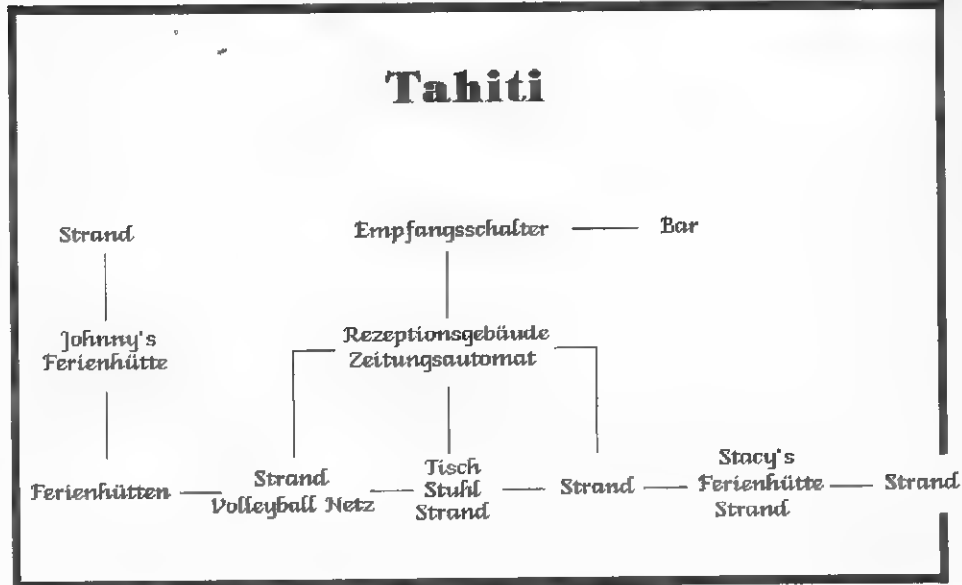 Tahiti
Strand
Empfangsschalter
Bar
Johnny's
Ferienhütte
Rezeptionsgebäude
Zeitungsautomat
Ferienhütten
Strand
Volleyball Netz
Tisch
Stuhl
Strand
Strand
Stacy's
Ferienhütte
Strand
Strand